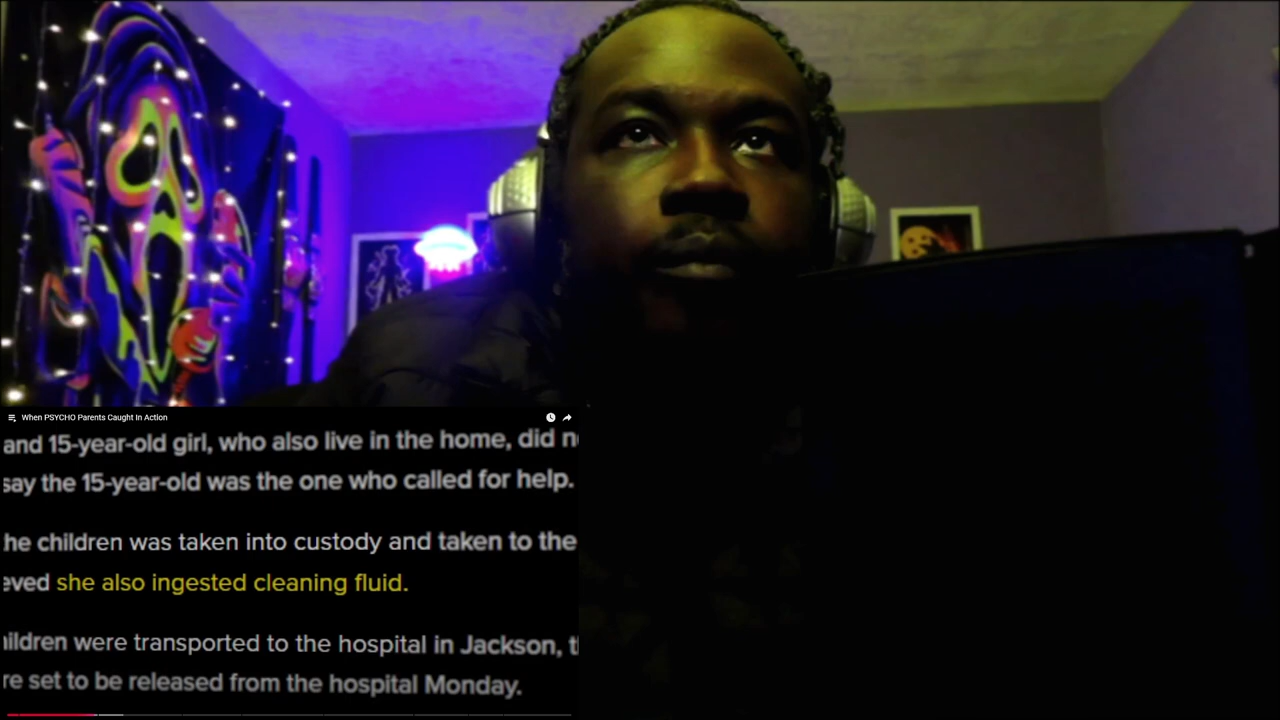 When PSYCHO Parents Caught In Action
and 15-year-old girl, who also live in the home, did
say the 15-year-old was the one who called for help.
he children was taken into custody and taken to the
eved she also ingested cleaning fluid.
ildren were transported to the hospital in Jackson,
re set to be released from the hospital Monday.